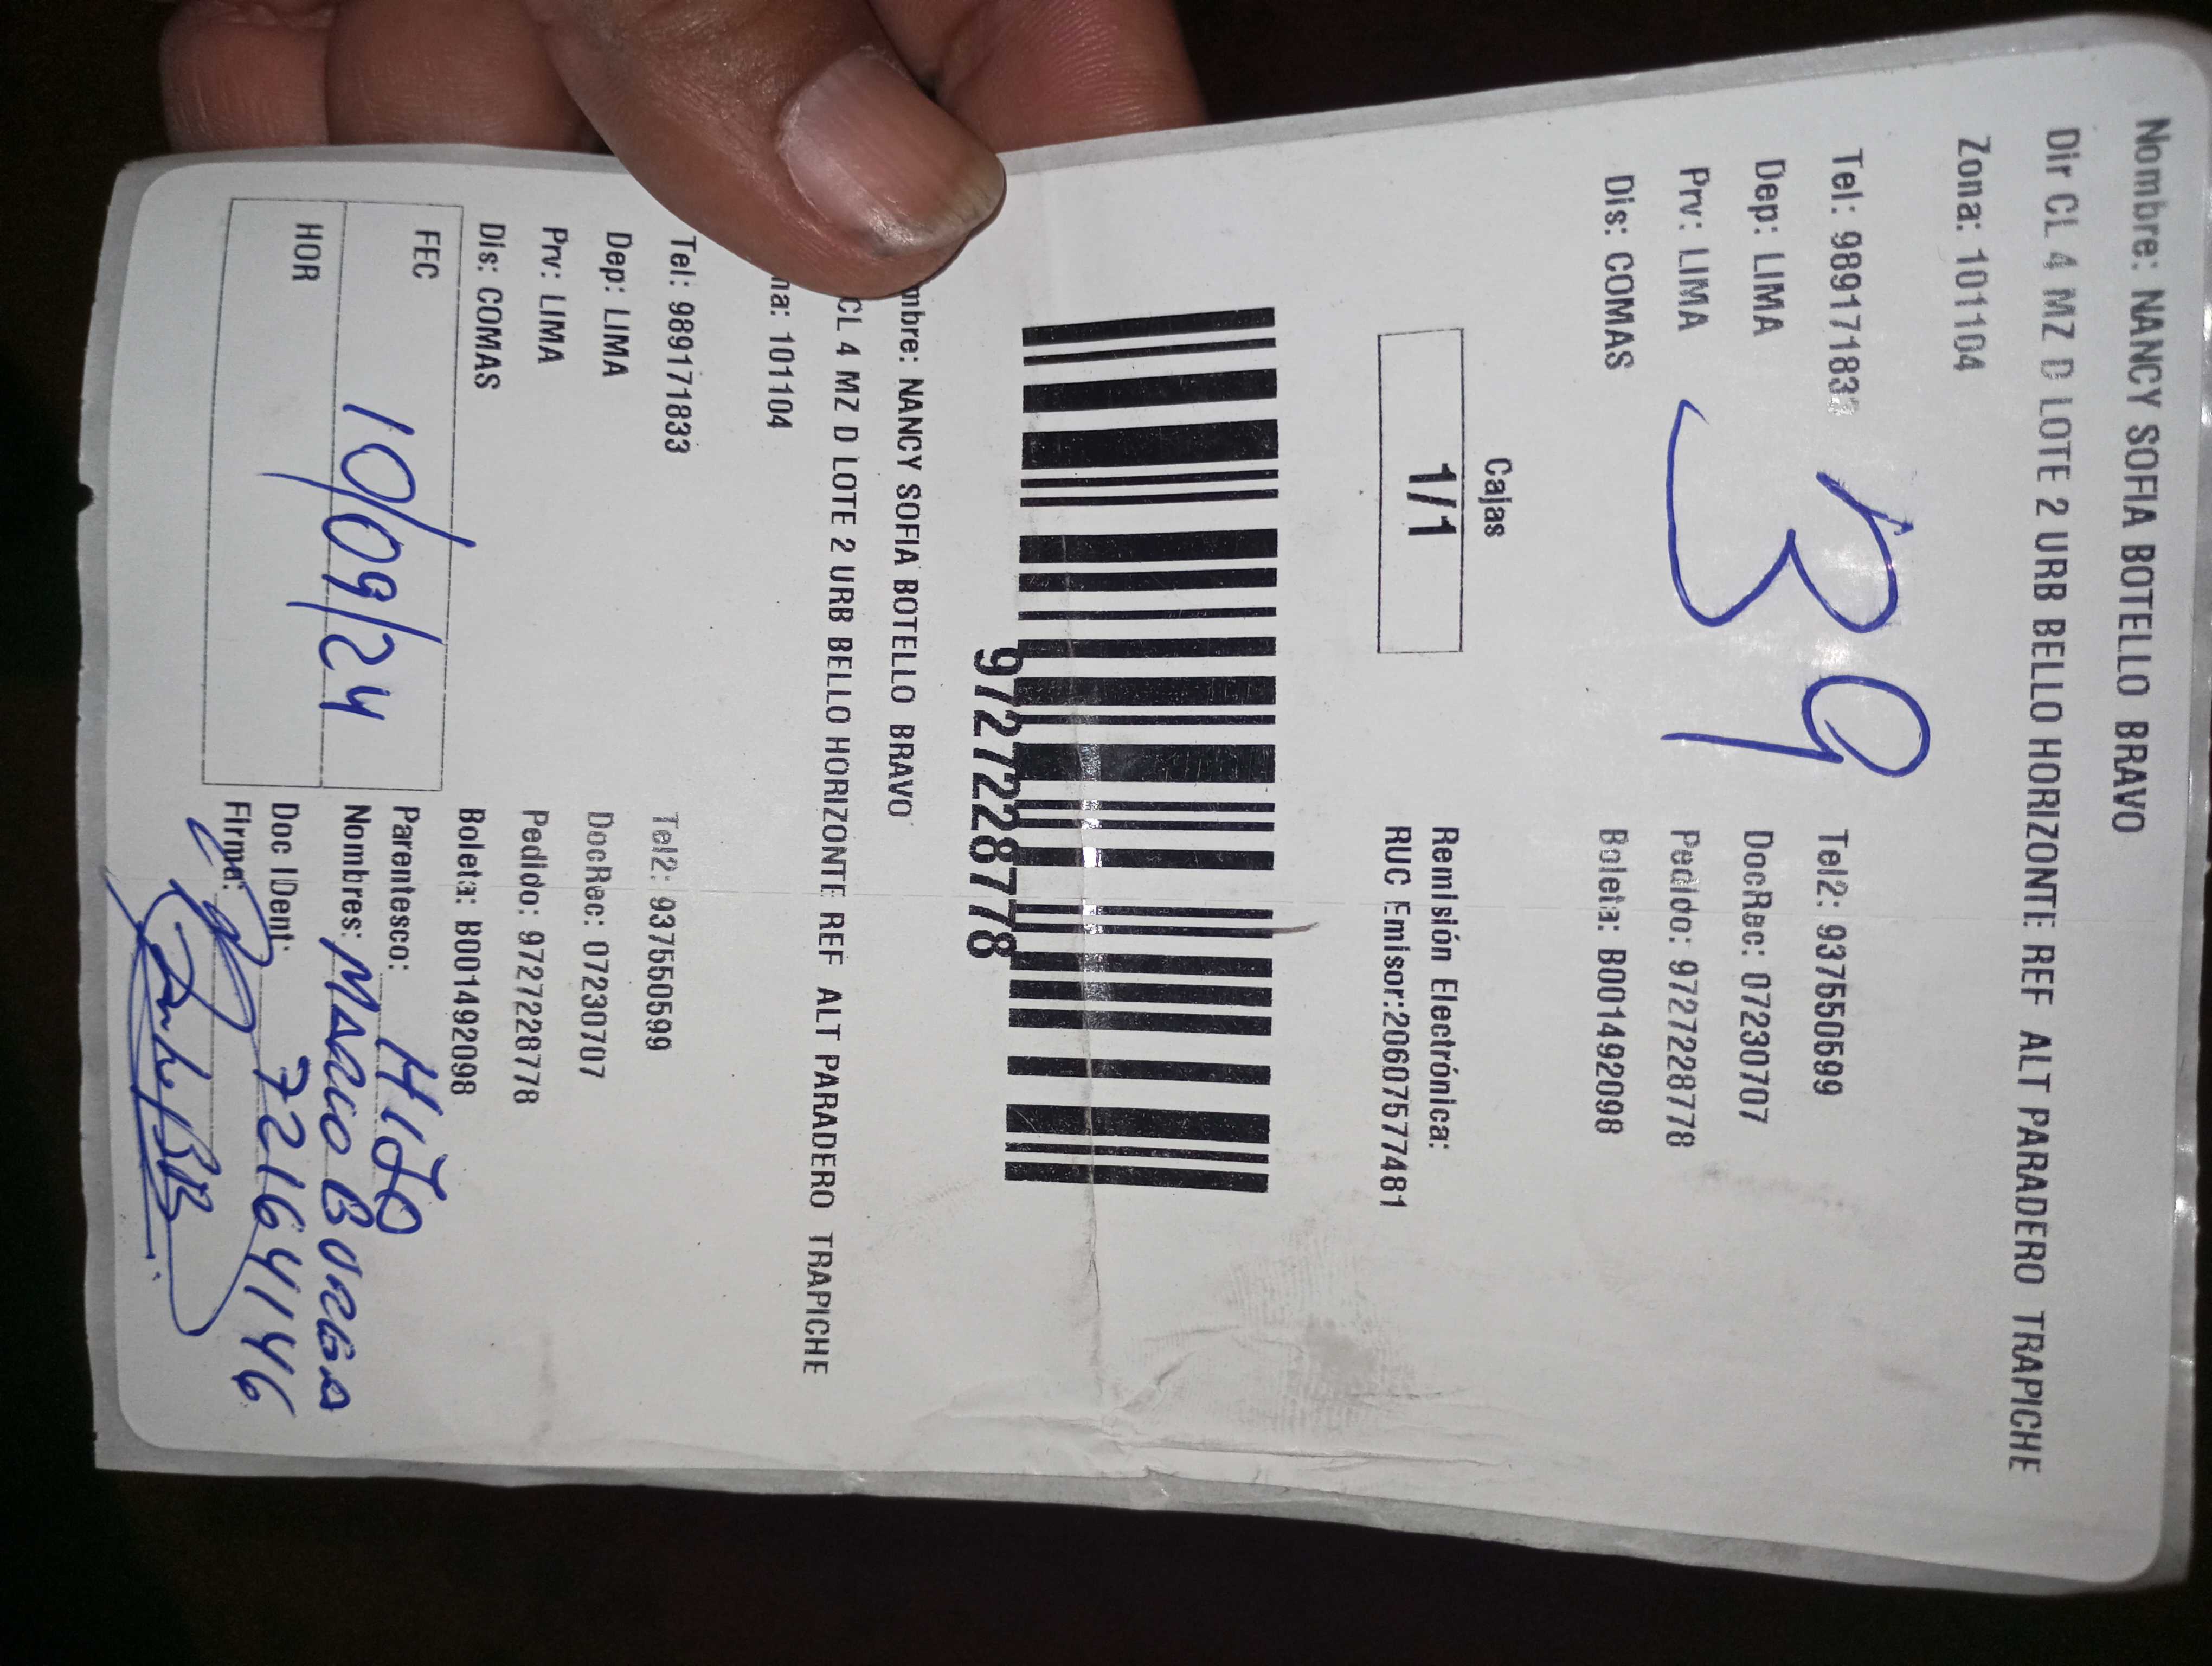 Nombre: NANCY SOFIA BOTELLO BRAVO
Dir CL 4 MZ D LOTE 2 URB BELLO HORIZONTE REF ALT PARADERO TRAPICHE
Zona: 101104
Tel: 989171833 Tel2: 937550599
Dep: LIMA DocRec: 07230707
Prv: LIMA Pedido: 9727228778
Dis: COMAS Boleta: B001492098
39
Cajas
1/1
Remisión Electrónica:
RUC Emisor:20607577481
9727228778
mbre: NANCY SOFIA BOTELLO BRAVO
CL 4 MZ D LOTE 2 URB BELLO HORIZONTE REF ALT PARADERO TRAPICHE
na: 101104
Tel: 989171833 Tel2: 937550599
Dep: LIMA DocRec: 07230707
Prv: LIMA Pedido: 9727228778
Dis: COMAS Boleta: B001492098
FEC 10/09/24
HOR
Parentesco: HIJO
Nombres: MARCO BURGA
Doc IDent: 72164146
Firma: